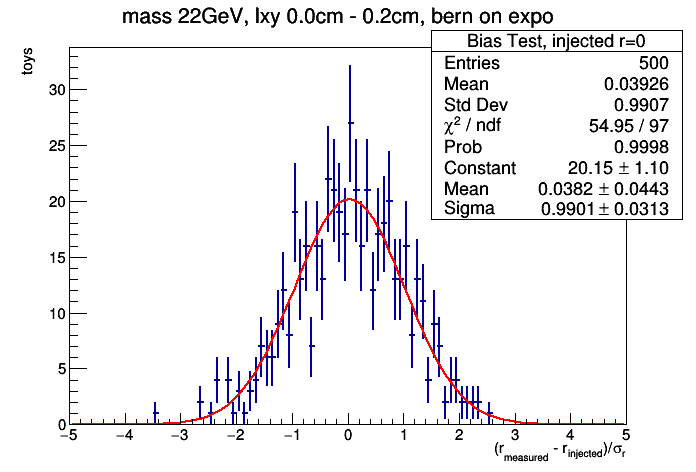 mass 22GeV, lxy 0.0cm - 0.2cm, bern on expo
Bias Test, injected r=0
Entries 500
Mean 0.03926
Std Dev 0.9907
χ² / ndf 54.95 / 97
Prob 0.9998
Constant 20.15 ± 1.10
Mean 0.0382 ± 0.0443
Sigma 0.9901 ± 0.0313
toys
30
25
20
15
10
5
0
−5 −4 −3 −2 −1 0 1 2 3 4 5
(r_measured - r_injected)/σ_r